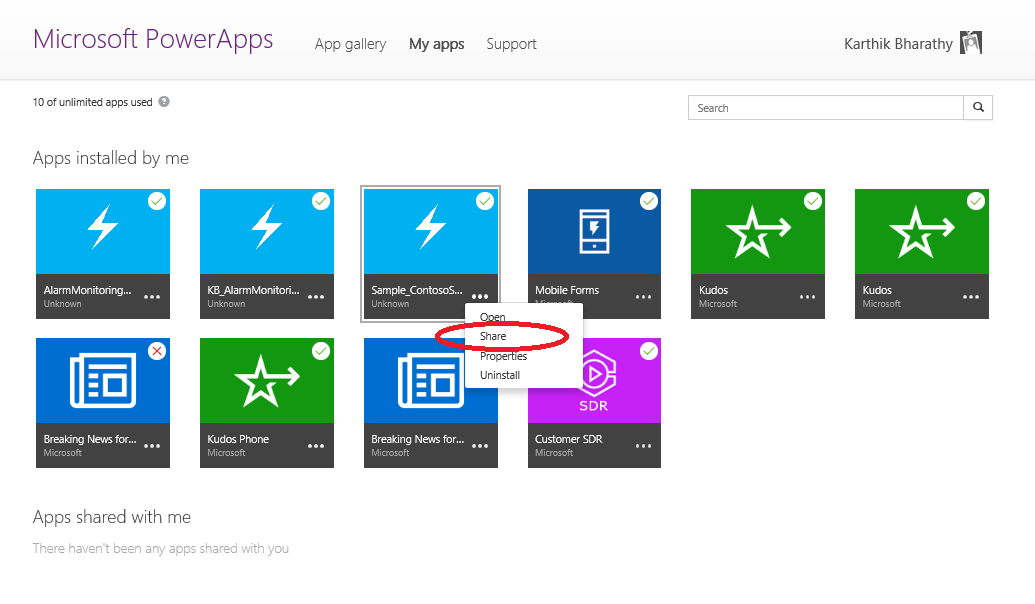 Microsoft PowerApps
App gallery My apps Support
Karthik Bharathy
10 of unlimited apps used ?
Search
Apps installed by me
AlarmMonitoring...
Unknown
KB_AlarmMonitori...
Unknown
Sample_ContosoS...
Unknown
Mobile Forms
Microsoft
Kudos
Microsoft
Kudos
Microsoft
Open
Share
Properties
Uninstall
Breaking News for...
Microsoft
Kudos Phone
Microsoft
Breaking News for...
Microsoft
SDR
Customer SDR
Microsoft
Apps shared with me
There haven't been any apps shared with you